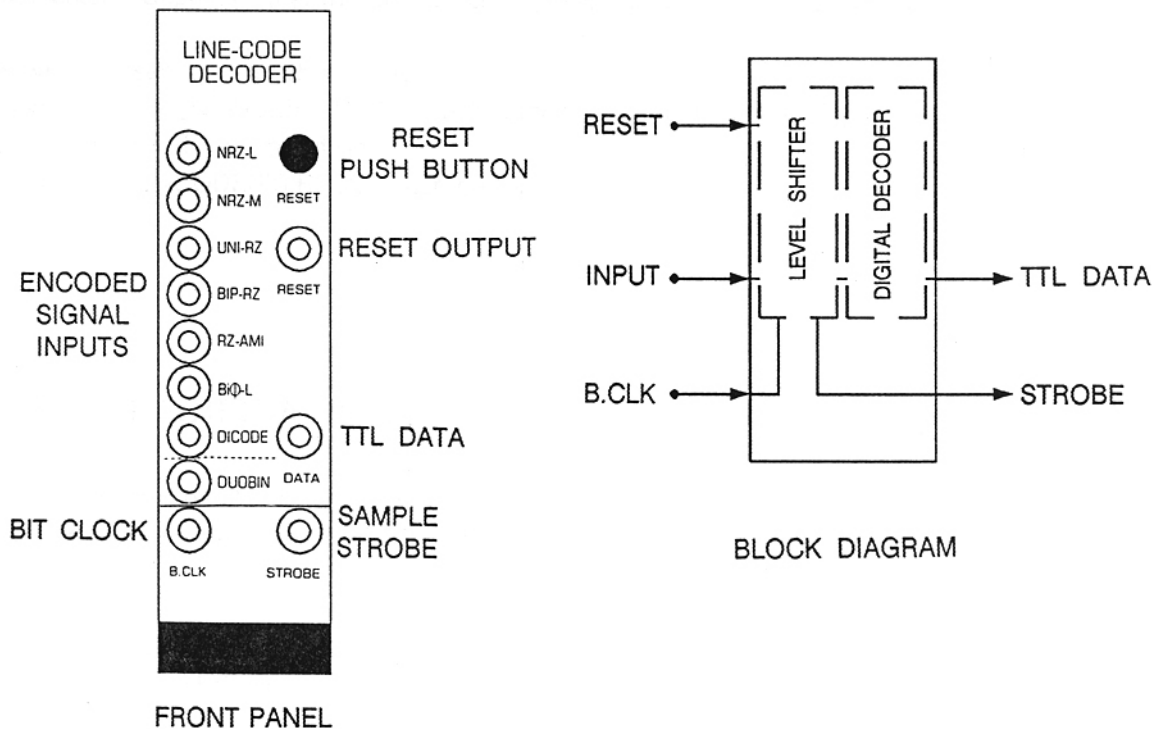 LINE-CODE
DECODER
NRZ-L
NRZ-M
UNI-RZ
BIP-RZ
RZ-AMI
BiΦ-L
DICODE
DUOBIN
B.CLK
RESET
RESET
DATA
STROBE
ENCODED
SIGNAL
INPUTS
BIT CLOCK
RESET
PUSH BUTTON
RESET OUTPUT
TTL DATA
SAMPLE
STROBE
FRONT PANEL
RESET
INPUT
B.CLK
LEVEL SHIFTER
DIGITAL DECODER
TTL DATA
STROBE
BLOCK DIAGRAM